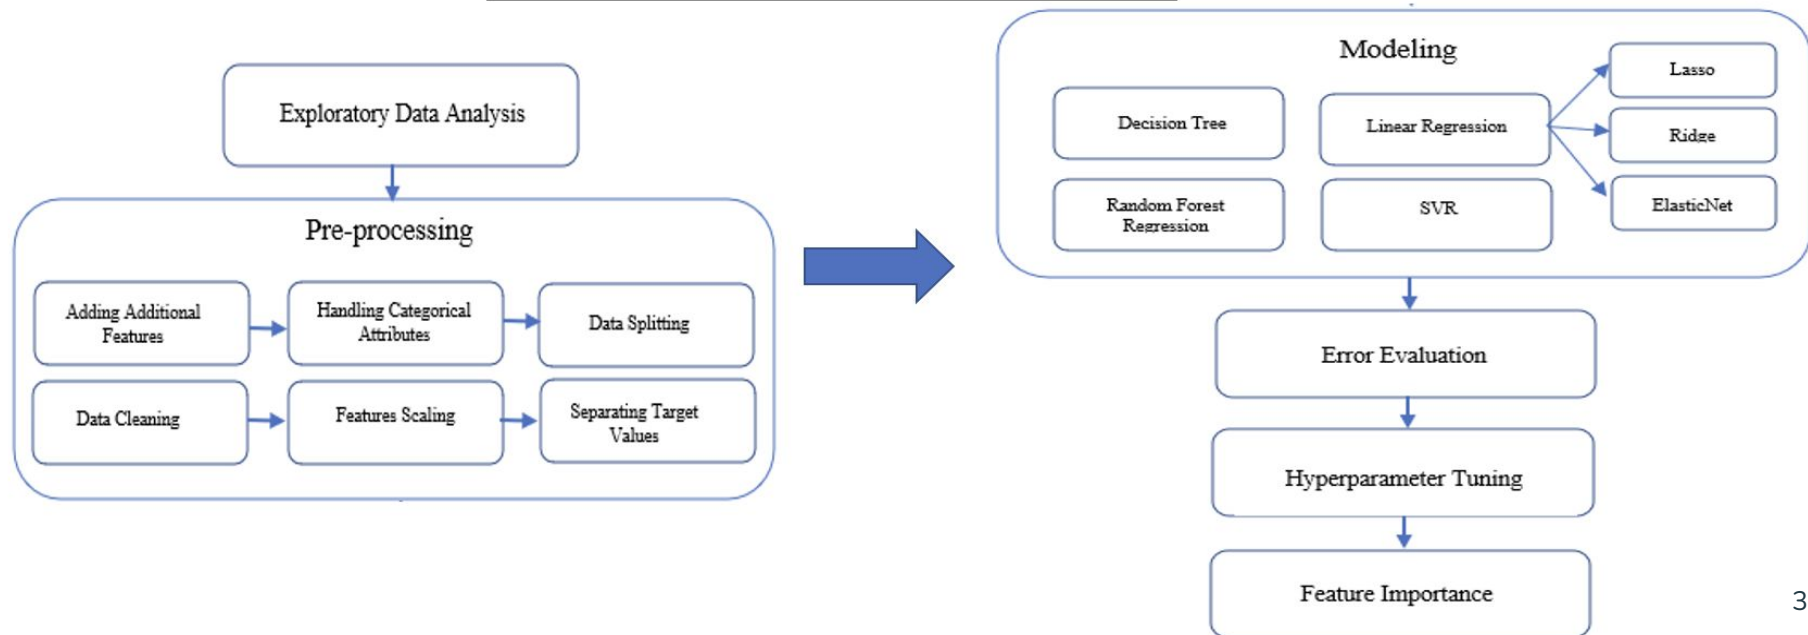 Exploratory Data Analysis
Pre-processing
Adding Additional
Features
Handling Categorical
Attributes
Data Splitting
Data Cleaning
Features Scaling
Separating Target
Values
Modeling
Decision Tree
Linear Regression
Lasso
Ridge
ElasticNet
Random Forest
Regression
SVR
Error Evaluation
Hyperparameter Tuning
Feature Importance
3